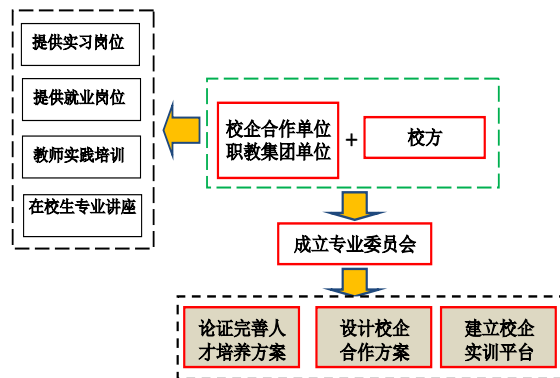 提供实习岗位
提供就业岗位
教师实践培训
在校生专业讲座
校企合作单位
职教集团单位
+
校方
成立专业委员会
论证完善人
才培养方案
设计校企
合作方案
建立校企
实训平台